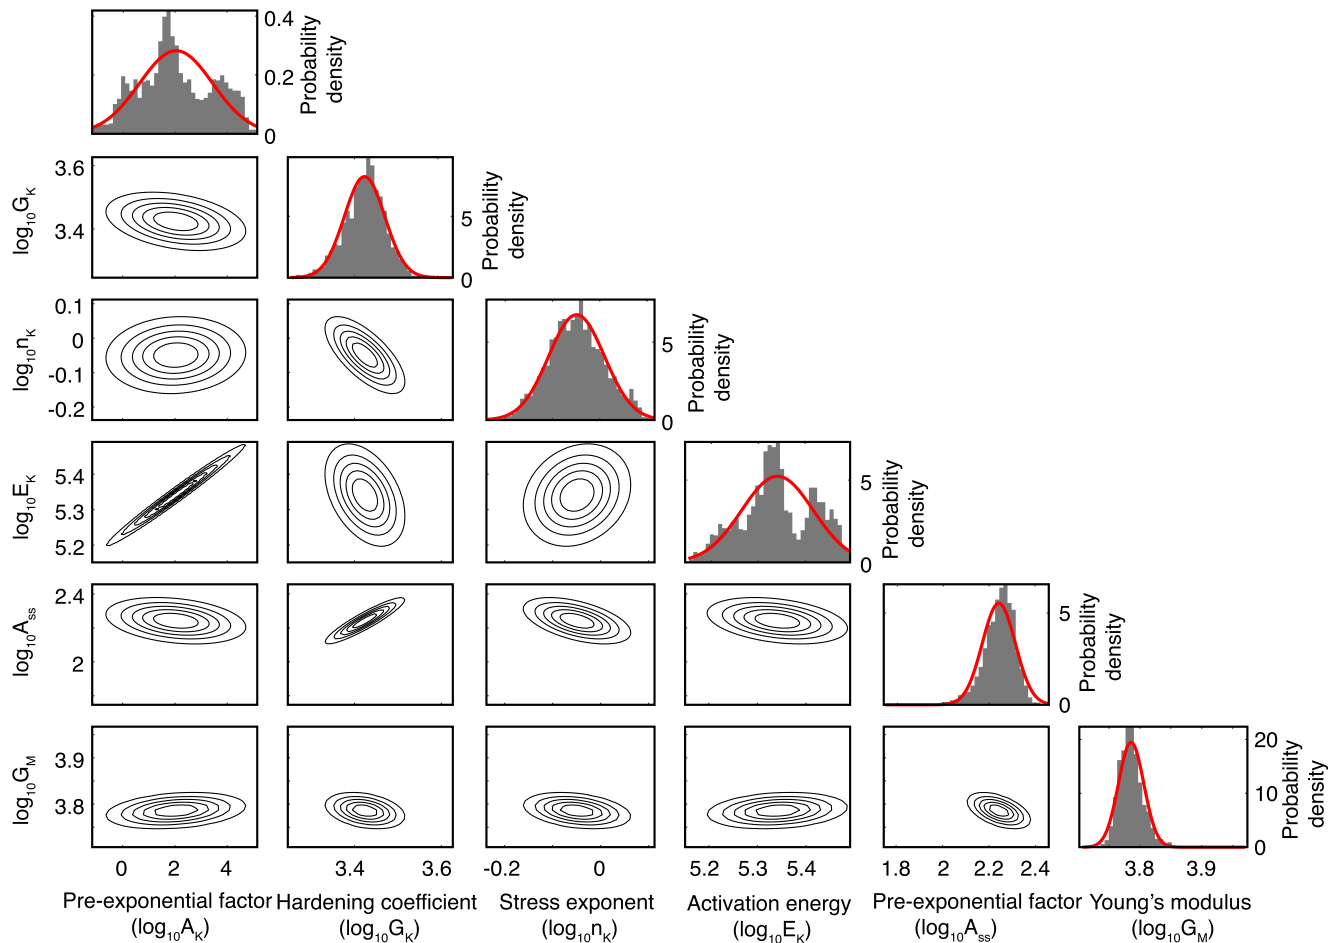 0.4
0.2
0
Probability
density
3.6
3.4
log10GK
5
0
Probability
density
0.1
0
-0.1
-0.2
log10nK
5
0
Probability
density
5.4
5.3
5.2
log10EK
5
0
Probability
density
2.4
2
log10Ass
5
0
Probability
density
3.9
3.8
log10GM
20
10
0
Probability
density
0 2 4 3.4 3.6 -0.2 0 5.2 5.3 5.4 1.8 2 2.2 2.4 3.8 3.9
Pre-exponential factor Hardening coefficient Stress exponent Activation energy Pre-exponential factor Young's modulus
(log10AK) (log10GK) (log10nK) (log10EK) (log10Ass) (log10GM)